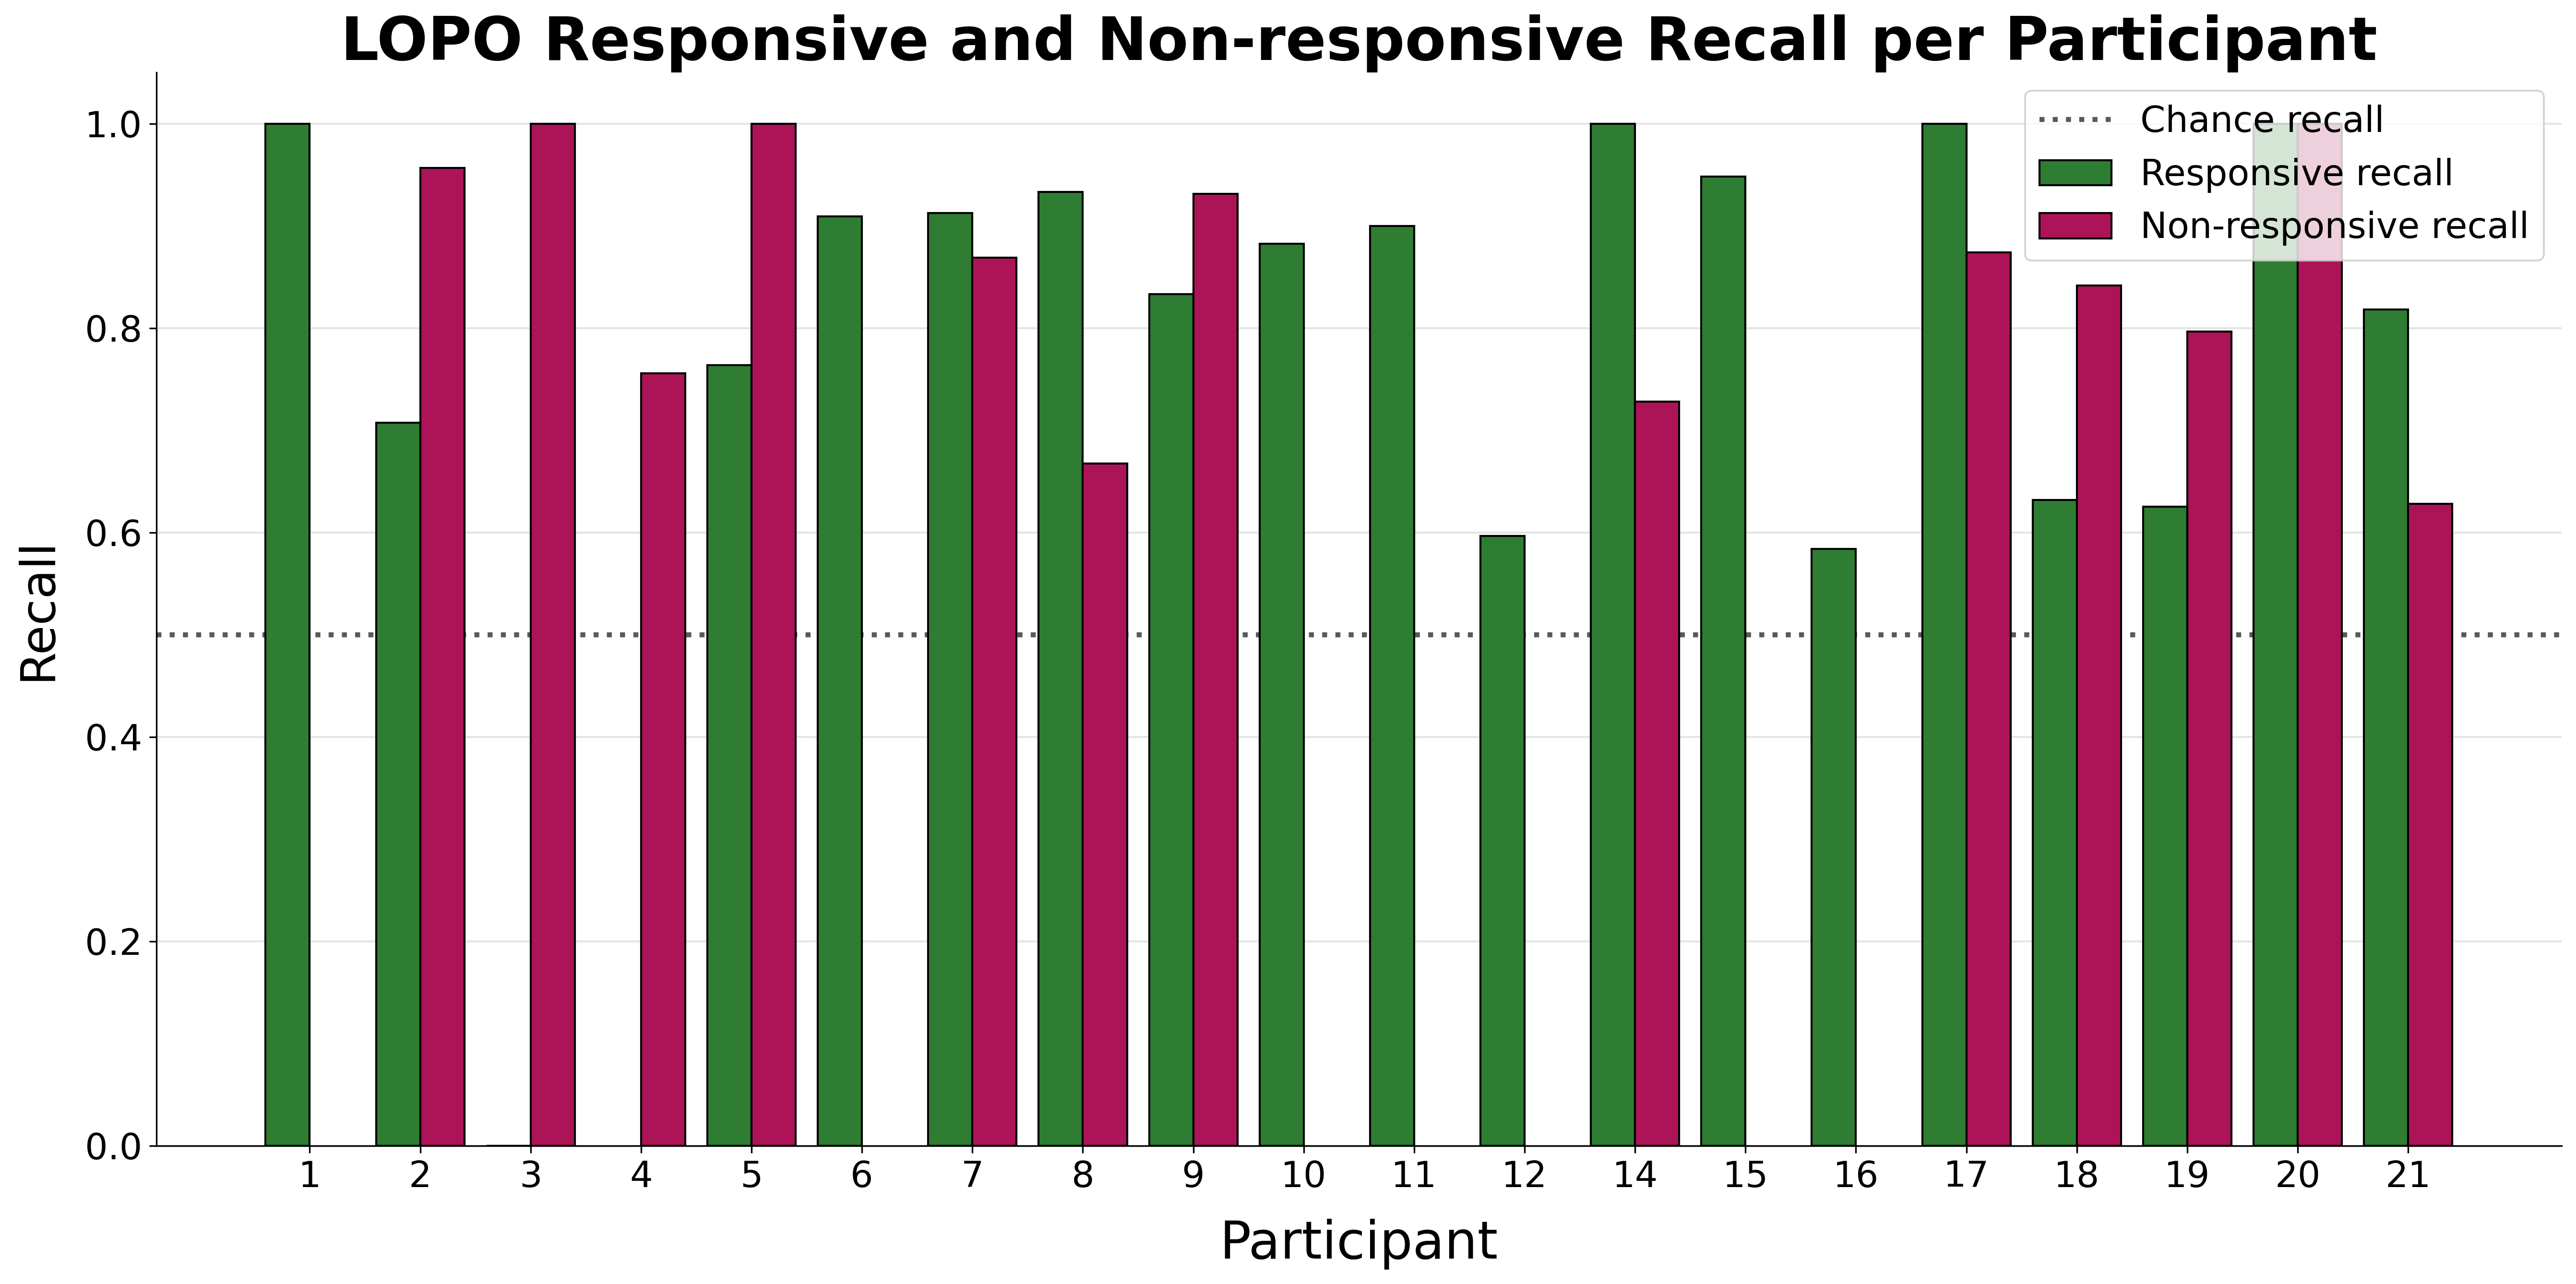 LOPO Responsive and Non-responsive Recall per Participant
Chance recall
Responsive recall
Non-responsive recall
1.0
0.8
0.6
0.4
0.2
0.0
Recall
1 2 3 4 5 6 7 8 9 10 11 12 14 15 16 17 18 19 20 21
Participant